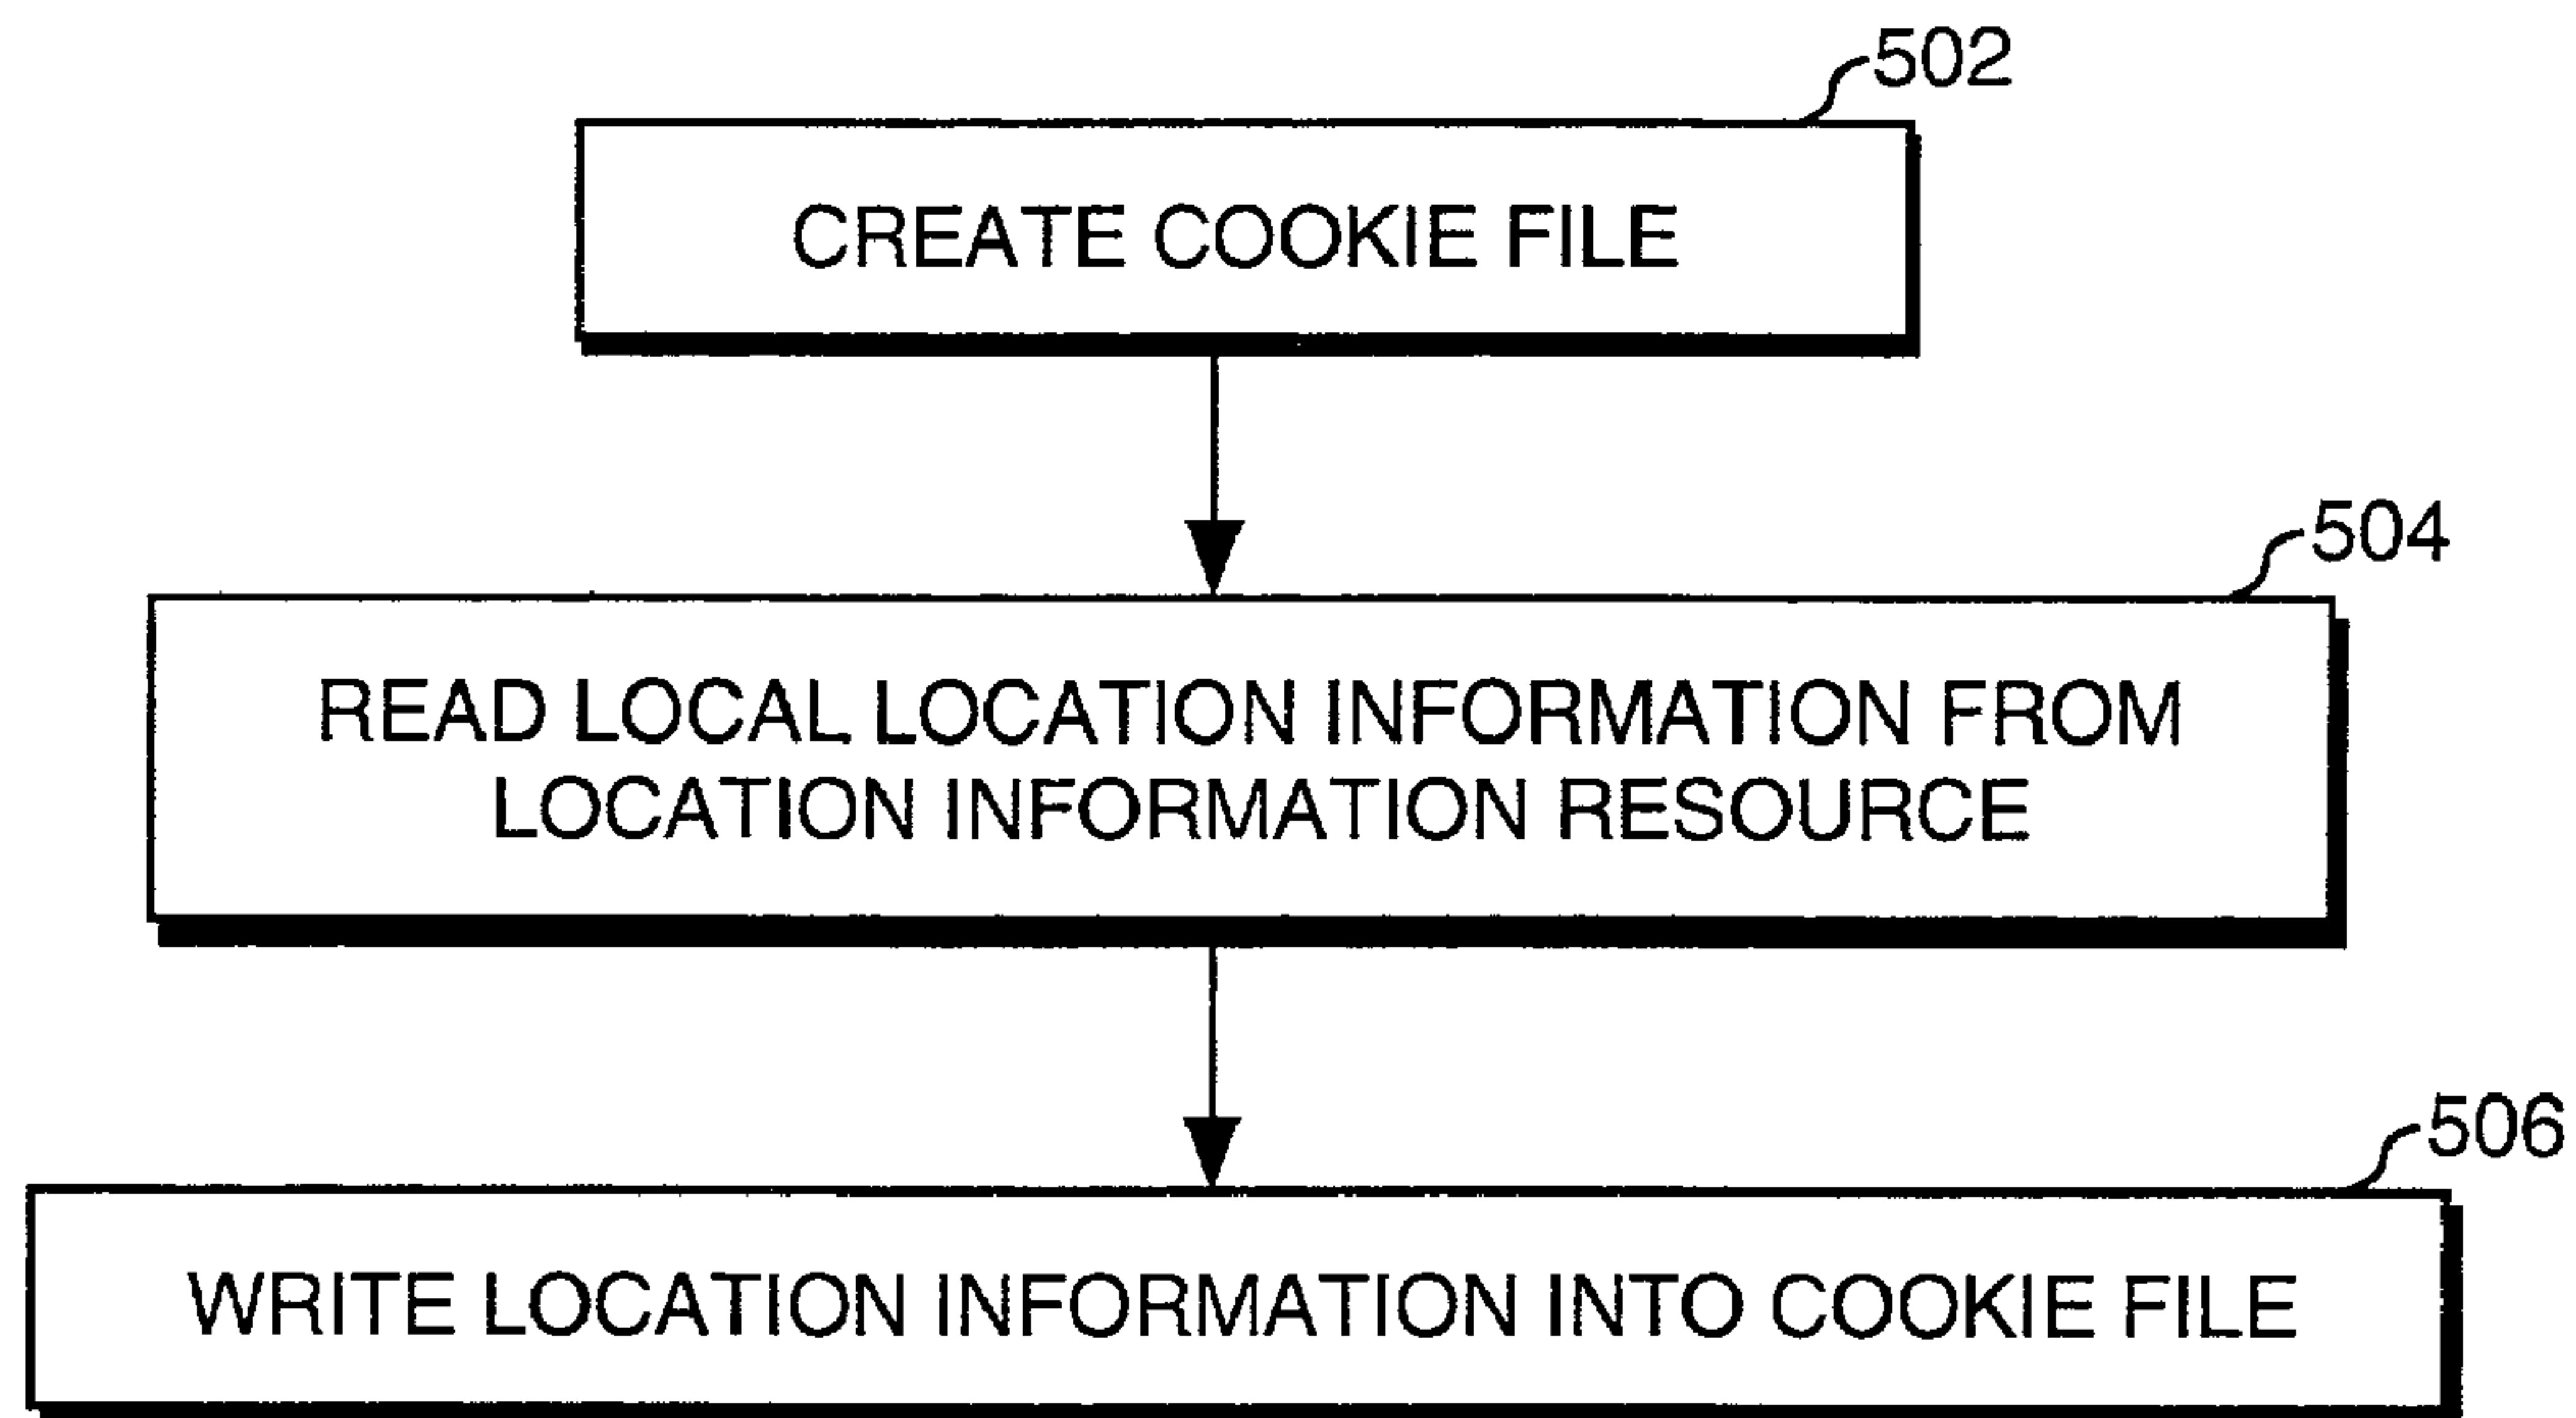 502
CREATE COOKIE FILE
504
READ LOCAL LOCATION INFORMATION FROM
LOCATION INFORMATION RESOURCE
506
WRITE LOCATION INFORMATION INTO COOKIE FILE